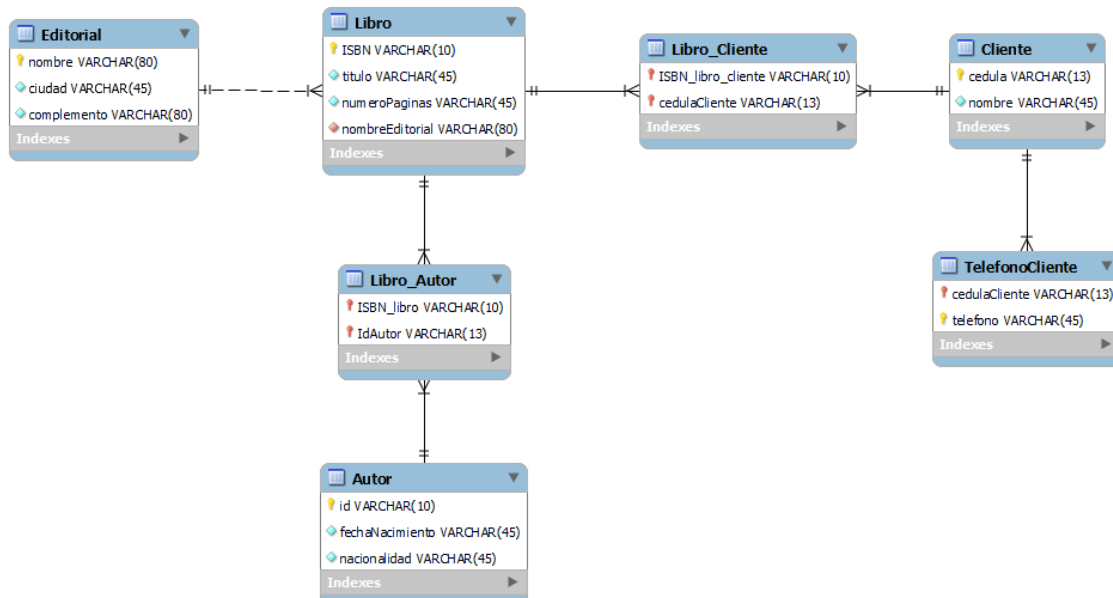 Editorial
nombre VARCHAR(80)
ciudad VARCHAR(45)
complemento VARCHAR(80)
Indexes
Libro
ISBN VARCHAR(10)
titulo VARCHAR(45)
numeroPaginas VARCHAR(45)
nombreEditorial VARCHAR(80)
Indexes
Libro_Cliente
ISBN_libro_cliente VARCHAR(10)
cedulaCliente VARCHAR(13)
Indexes
Cliente
cedula VARCHAR(13)
nombre VARCHAR(45)
Indexes
Libro_Autor
ISBN_libro VARCHAR(10)
IdAutor VARCHAR(13)
Indexes
TelefonoCliente
cedulaCliente VARCHAR(13)
telefono VARCHAR(45)
Indexes
Autor
id VARCHAR(10)
fechaNacimiento VARCHAR(45)
nacionalidad VARCHAR(45)
Indexes